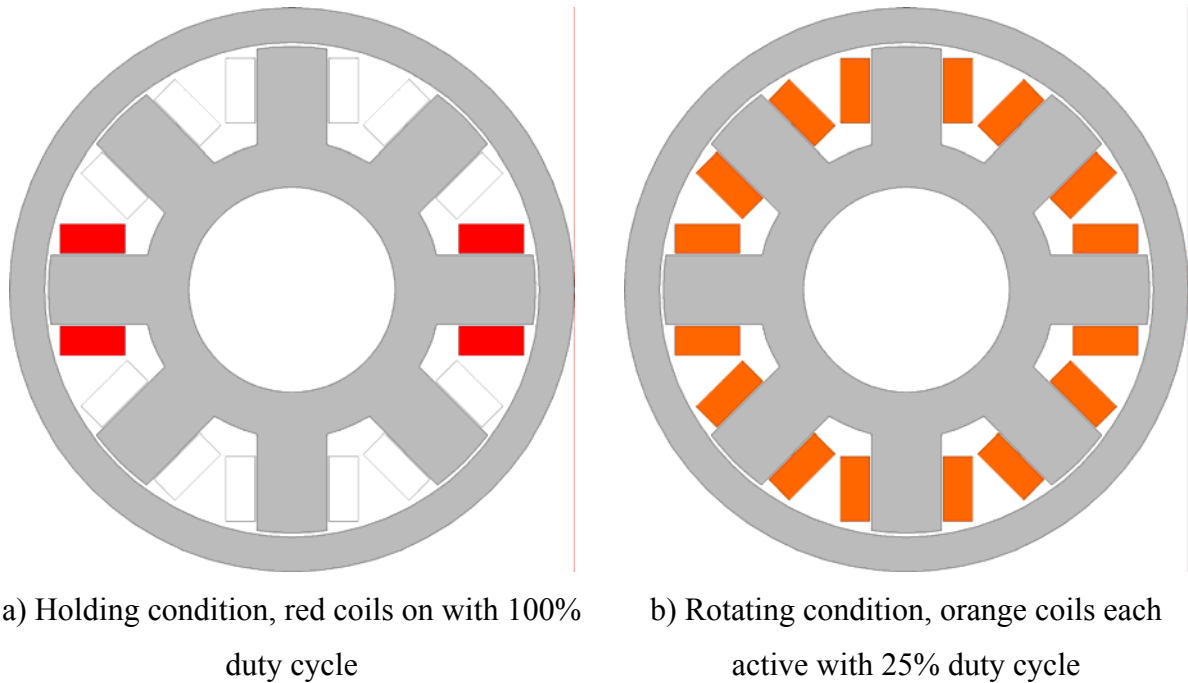 a) Holding condition, red coils on with 100%
duty cycle
b) Rotating condition, orange coils each
active with 25% duty cycle